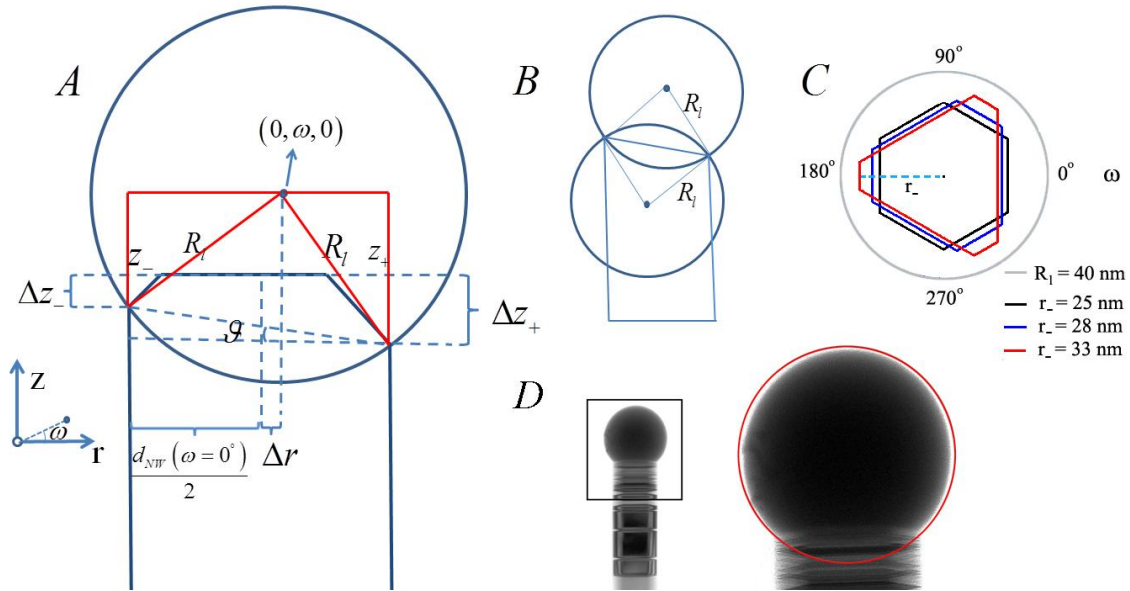 A
(0, ω, 0)
R_l
R_l
z_-
z_+
Δz_-
Δz_+
ϑ
z
ω
r
d_NW (ω=0°)
2
Δr
B
R_l
R_l
C
90°
180°
0°
ω
r_-
270°
R_l = 40 nm
r_- = 25 nm
r_- = 28 nm
r_- = 33 nm
D